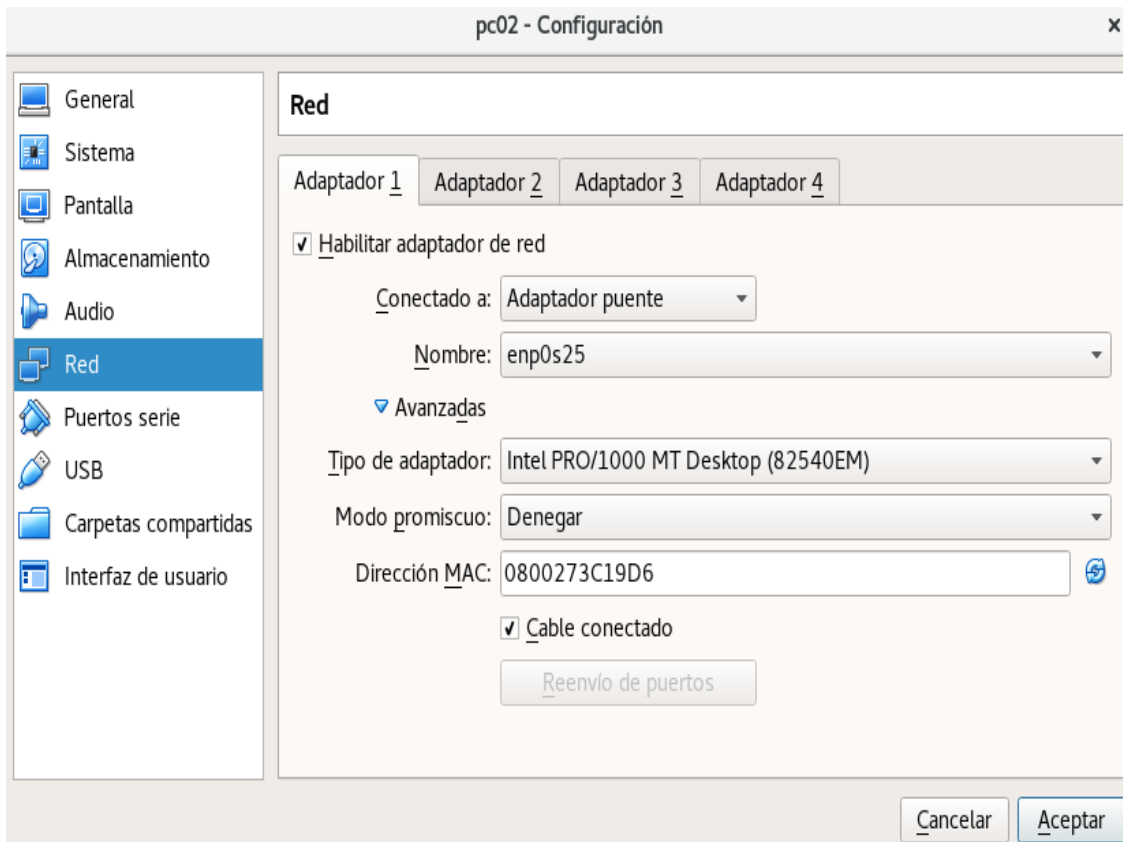 pc02 - Configuración
General
Sistema
Pantalla
Almacenamiento
Audio
Red
Puertos serie
USB
Carpetas compartidas
Interfaz de usuario
Red
Adaptador 1 Adaptador 2 Adaptador 3 Adaptador 4
Habilitar adaptador de red
Conectado a: Adaptador puente
Nombre: enp0s25
Avanzadas
Tipo de adaptador: Intel PRO/1000 MT Desktop (82540EM)
Modo promiscuo: Denegar
Dirección MAC: 0800273C19D6
Cable conectado
Reenvío de puertos
Cancelar Aceptar